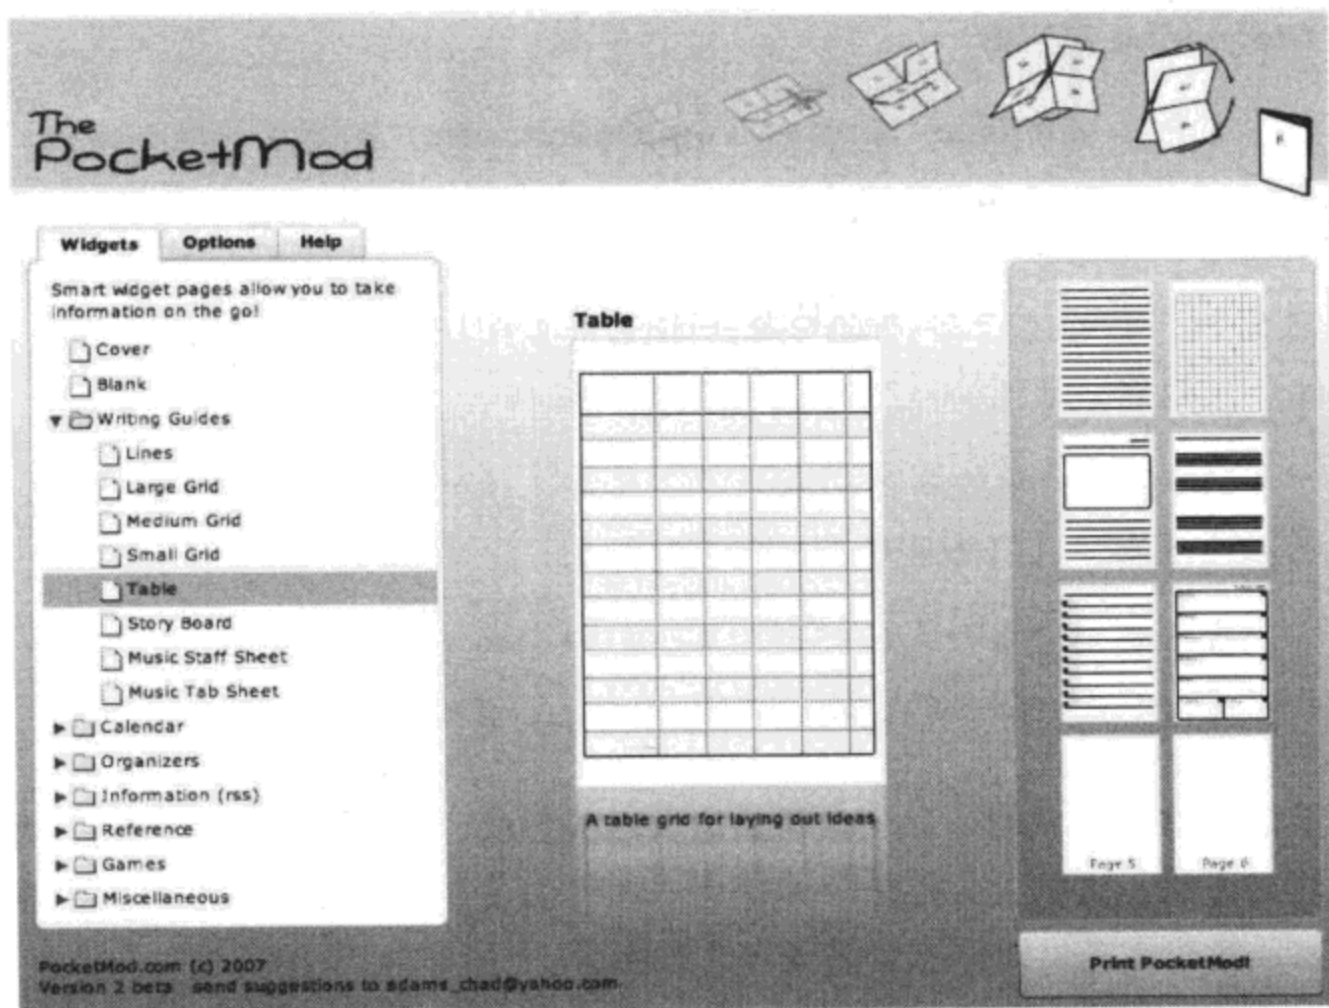 The
PocketMod
Widgets Options Help
Smart widget pages allow you to take
information on the go!
Cover
Blank
Writing Guides
Lines
Large Grid
Medium Grid
Small Grid
Table
Story Board
Music Staff Sheet
Music Tab Sheet
Calendar
Organizers
Information (rss)
Reference
Games
Miscellaneous
Table
A table grid for laying out ideas
Page 5 Page 6
Print PocketMod!
PocketMod.com (c) 2007
Version 2 beta send suggestions to adams_chad@yahoo.com